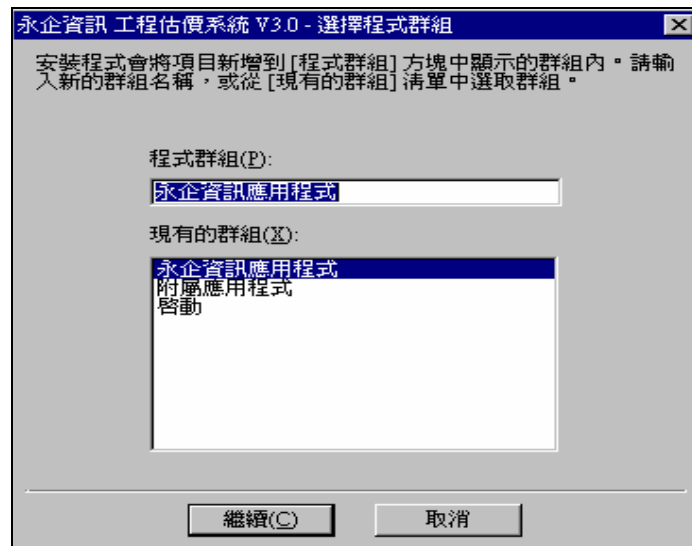 永企資訊 工程估價系統 V3.0 - 選擇程式群組
安裝程式會將項目新增到 [程式群組] 方塊中顯示的群組內。請輸
入新的群組名稱，或從 [現有的群組] 清單中選取群組。
程式群組(P):
永企資訊應用程式
現有的群組(X):
永企資訊應用程式
附屬應用程式
啓動
繼續(C)
取消